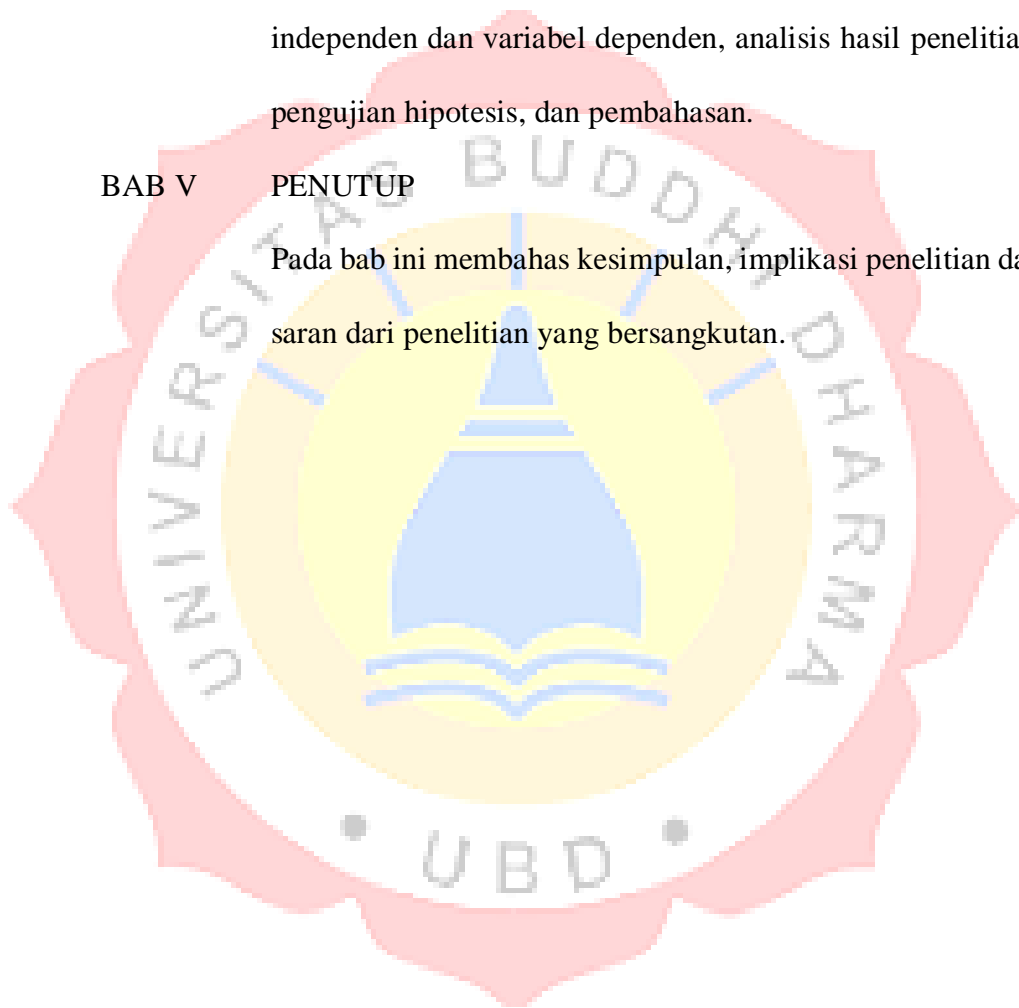 independen dan variabel dependen, analisis hasil penelitia
pengujian hipotesis, dan pembahasan.
BAB V PENUTUP
Pada bab ini membahas kesimpulan, implikasi penelitian da
saran dari penelitian yang bersangkutan.
UNIVERSITAS BUDDHI DHARMA
• UBD •